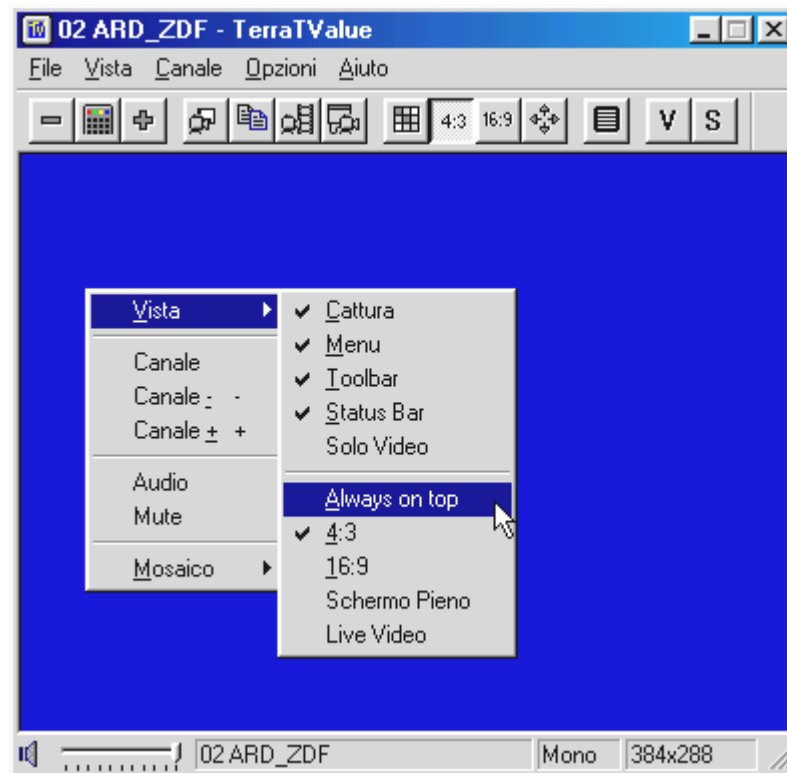 02 ARD_ZDF - TerraTValue
File Vista Canale Opzioni Aiuto
4:3 16:9 V S
Vista
Canale
Canale - -
Canale + +
Audio
Mute
Mosaico
Cattura
Menu
Toolbar
Status Bar
Solo Video
Always on top
4:3
16:9
Schermo Pieno
Live Video
02 ARD_ZDF Mono 384x288